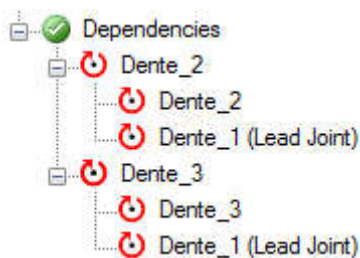 Dependencies
Dente_2
Dente_2
Dente_1 (Lead Joint)
Dente_3
Dente_3
Dente_1 (Lead Joint)